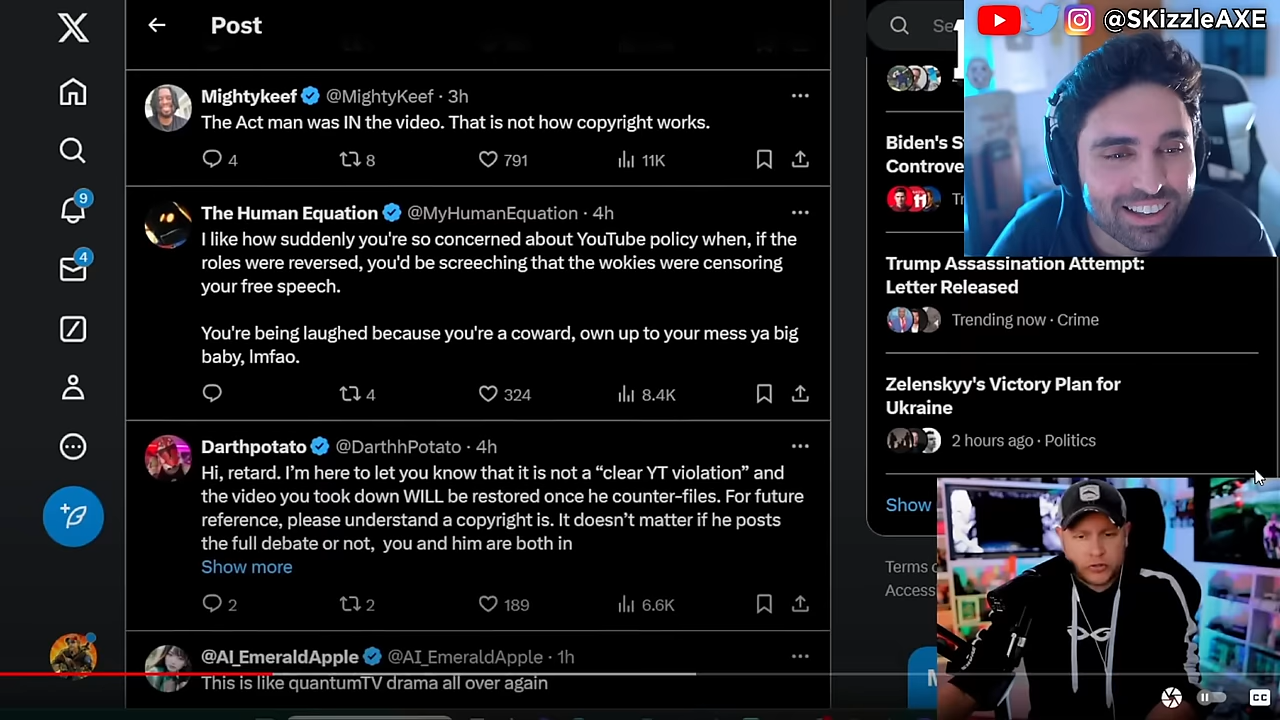 @SKizzleAXE
Post
Mightykeef @MightyKeef · 3h
The Act man was IN the video. That is not how copyright works.
4 8 791 11K
The Human Equation @MyHumanEquation · 4h
I like how suddenly you're so concerned about YouTube policy when, if the
roles were reversed, you'd be screeching that the wokies were censoring
your free speech.
You're being laughed because you're a coward, own up to your mess ya big
baby, lmfao.
4 324 8.4K
Darthpotato @DarthhPotato · 4h
Hi, retard. I'm here to let you know that it is not a “clear YT violation” and
the video you took down WILL be restored once he counter-files. For future
reference, please understand a copyright is. It doesn't matter if he posts
the full debate or not, you and him are both in
Show more
2 2 189 6.6K
@AI_EmeraldApple @AI_EmeraldApple · 1h
This is like quantumTV drama all over again
9
4
Biden's
Trump Assassination Attempt:
Letter Released
Trending now · Crime
Zelenskyy's Victory Plan for
Ukraine
2 hours ago · Politics
Show
Terms
CC